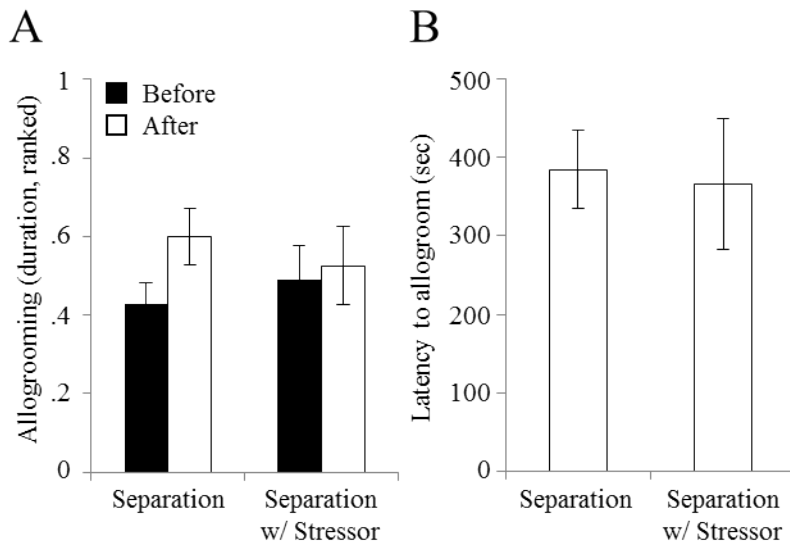 A
Allogrooming (duration, ranked)
1
.8
.6
.4
.2
0
Before
After
Separation
Separation
w/ Stressor
B
Latency to allogroom (sec)
500
400
300
200
100
0
Separation
Separation
w/ Stressor